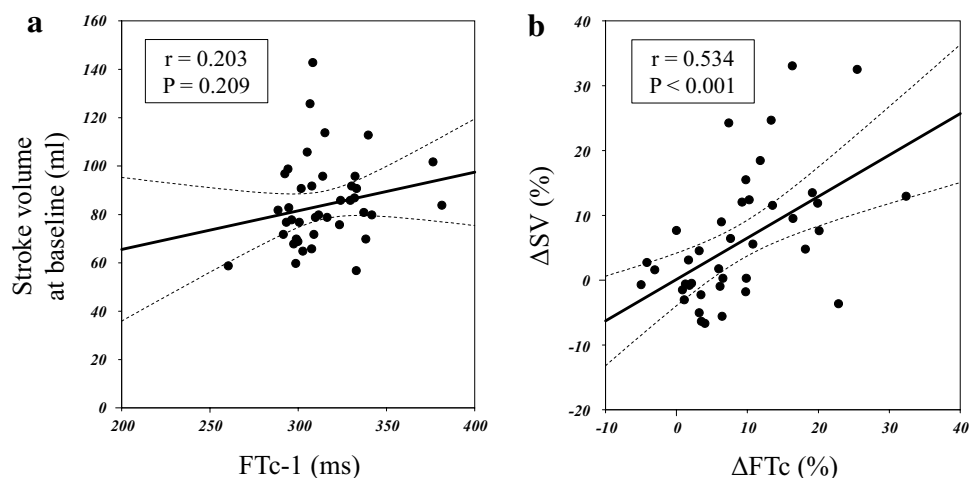 a
r = 0.203
P = 0.209
Stroke volume
at baseline (ml)
160
140
120
100
80
60
40
20
0
200
250
300
350
400
FTc-1 (ms)
b
r = 0.534
P < 0.001
ΔSV (%)
40
30
20
10
0
-10
-20
-10
0
10
20
30
40
ΔFTc (%)